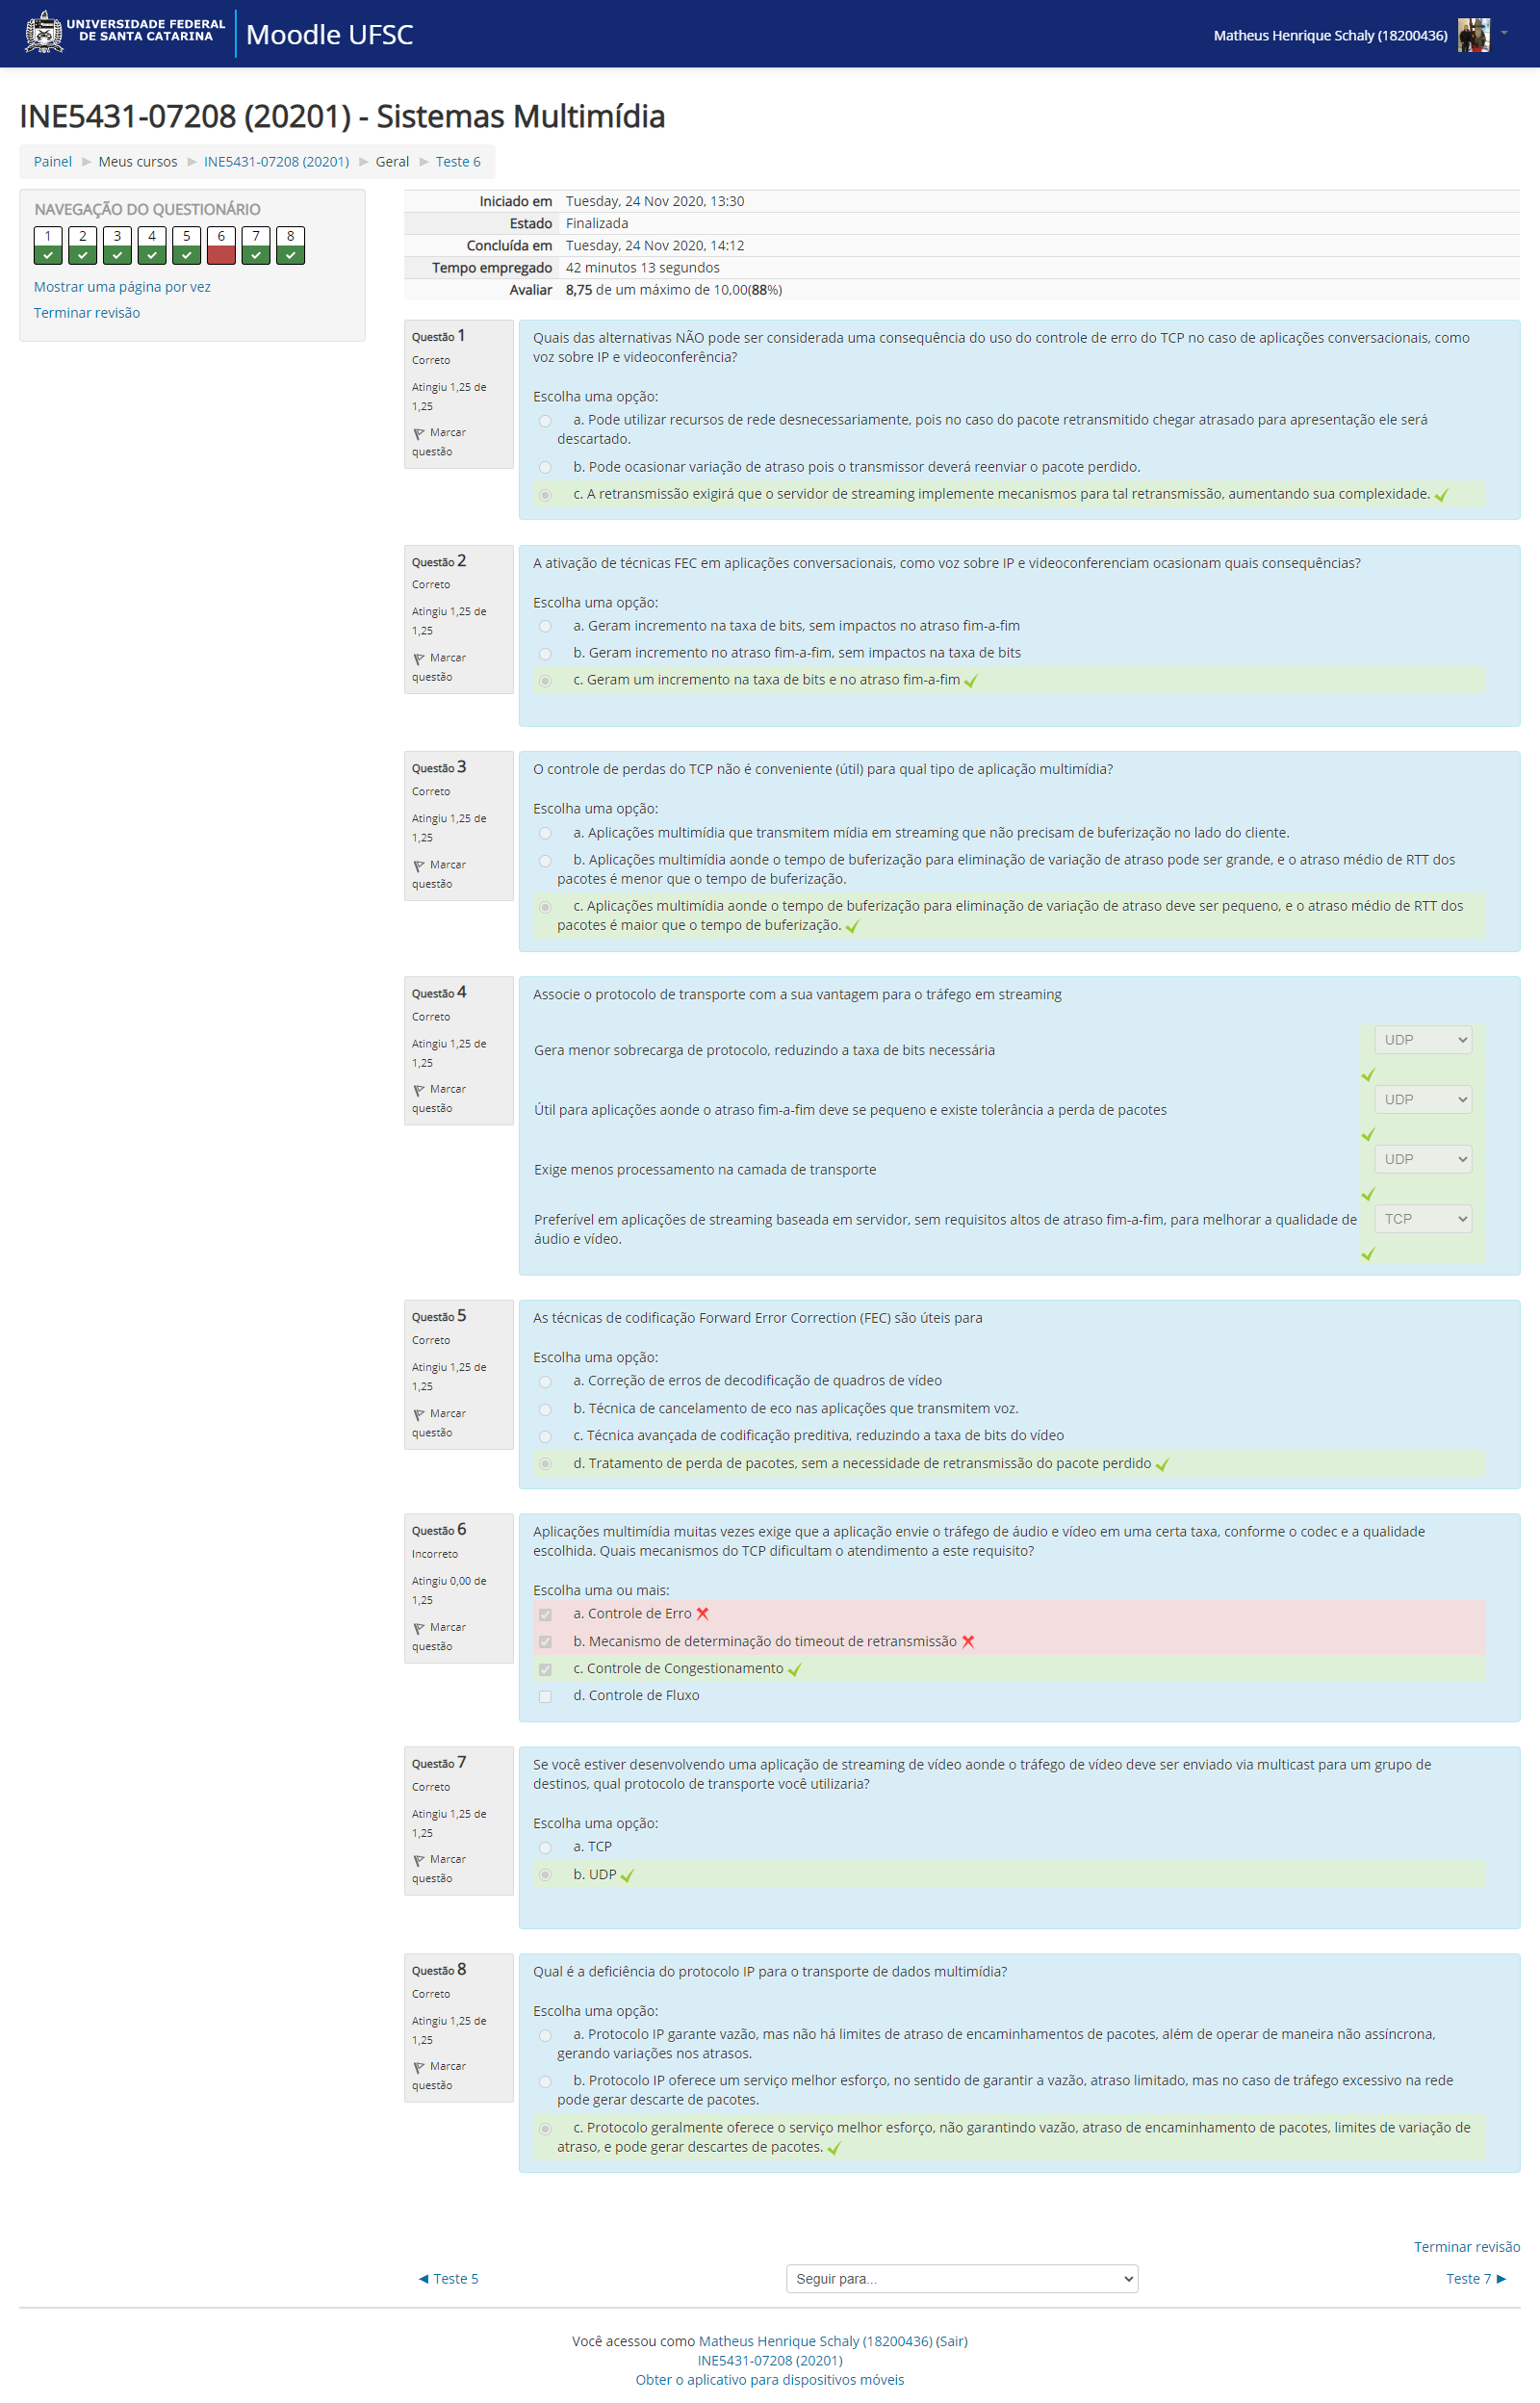 UNIVERSIDADE FEDERAL
DE SANTA CATARINA
Moodle UFSC
Matheus Henrique Schaly (18200436)
INE5431-07208 (20201) - Sistemas Multimídia
Painel ► Meus cursos ► INE5431-07208 (20201) ► Geral ► Teste 6
NAVEGAÇÃO DO QUESTIONÁRIO
1 2 3 4 5 6 7 8
Mostrar uma página por vez
Terminar revisão
Iniciado em Tuesday, 24 Nov 2020, 13:30
Estado Finalizada
Concluída em Tuesday, 24 Nov 2020, 14:12
Tempo empregado 42 minutos 13 segundos
Avaliar 8,75 de um máximo de 10,00(88%)
Questão 1
Correto
Atingiu 1,25 de
1,25
Marcar
questão
Quais das alternativas NÃO pode ser considerada uma consequência do uso do controle de erro do TCP no caso de aplicações conversacionais, como
voz sobre IP e videoconferência?
Escolha uma opção:
a. Pode utilizar recursos de rede desnecessariamente, pois no caso do pacote retransmitido chegar atrasado para apresentação ele será
descartado.
b. Pode ocasionar variação de atraso pois o transmissor deverá reenviar o pacote perdido.
c. A retransmissão exigirá que o servidor de streaming implemente mecanismos para tal retransmissão, aumentando sua complexidade.
Questão 2
Correto
Atingiu 1,25 de
1,25
Marcar
questão
A ativação de técnicas FEC em aplicações conversacionais, como voz sobre IP e videoconferenciam ocasionam quais consequências?
Escolha uma opção:
a. Geram incremento na taxa de bits, sem impactos no atraso fim-a-fim
b. Geram incremento no atraso fim-a-fim, sem impactos na taxa de bits
c. Geram um incremento na taxa de bits e no atraso fim-a-fim
Questão 3
Correto
Atingiu 1,25 de
1,25
Marcar
questão
O controle de perdas do TCP não é conveniente (útil) para qual tipo de aplicação multimídia?
Escolha uma opção:
a. Aplicações multimídia que transmitem mídia em streaming que não precisam de buferização no lado do cliente.
b. Aplicações multimídia aonde o tempo de buferização para eliminação de variação de atraso pode ser grande, e o atraso médio de RTT dos
pacotes é menor que o tempo de buferização.
c. Aplicações multimídia aonde o tempo de buferização para eliminação de variação de atraso deve ser pequeno, e o atraso médio de RTT dos
pacotes é maior que o tempo de buferização.
Questão 4
Correto
Atingiu 1,25 de
1,25
Marcar
questão
Associe o protocolo de transporte com a sua vantagem para o tráfego em streaming
Gera menor sobrecarga de protocolo, reduzindo a taxa de bits necessária UDP
Útil para aplicações aonde o atraso fim-a-fim deve se pequeno e existe tolerância a perda de pacotes UDP
Exige menos processamento na camada de transporte UDP
Preferível em aplicações de streaming baseada em servidor, sem requisitos altos de atraso fim-a-fim, para melhorar a qualidade de TCP
áudio e vídeo.
Questão 5
Correto
Atingiu 1,25 de
1,25
Marcar
questão
As técnicas de codificação Forward Error Correction (FEC) são úteis para
Escolha uma opção:
a. Correção de erros de decodificação de quadros de vídeo
b. Técnica de cancelamento de eco nas aplicações que transmitem voz.
c. Técnica avançada de codificação preditiva, reduzindo a taxa de bits do vídeo
d. Tratamento de perda de pacotes, sem a necessidade de retransmissão do pacote perdido
Questão 6
Incorreto
Atingiu 0,00 de
1,25
Marcar
questão
Aplicações multimídia muitas vezes exige que a aplicação envie o tráfego de áudio e vídeo em uma certa taxa, conforme o codec e a qualidade
escolhida. Quais mecanismos do TCP dificultam o atendimento a este requisito?
Escolha uma ou mais:
a. Controle de Erro
b. Mecanismo de determinação do timeout de retransmissão
c. Controle de Congestionamento
d. Controle de Fluxo
Questão 7
Correto
Atingiu 1,25 de
1,25
Marcar
questão
Se você estiver desenvolvendo uma aplicação de streaming de vídeo aonde o tráfego de vídeo deve ser enviado via multicast para um grupo de
destinos, qual protocolo de transporte você utilizaria?
Escolha uma opção:
a. TCP
b. UDP
Questão 8
Correto
Atingiu 1,25 de
1,25
Marcar
questão
Qual é a deficiência do protocolo IP para o transporte de dados multimídia?
Escolha uma opção:
a. Protocolo IP garante vazão, mas não há limites de atraso de encaminhamentos de pacotes, além de operar de maneira não assíncrona,
gerando variações nos atrasos.
b. Protocolo IP oferece um serviço melhor esforço, no sentido de garantir a vazão, atraso limitado, mas no caso de tráfego excessivo na rede
pode gerar descarte de pacotes.
c. Protocolo geralmente oferece o serviço melhor esforço, não garantindo vazão, atraso de encaminhamento de pacotes, limites de variação de
atraso, e pode gerar descartes de pacotes.
Terminar revisão
◄ Teste 5 Seguir para... Teste 7 ►
Você acessou como Matheus Henrique Schaly (18200436) (Sair)
INE5431-07208 (20201)
Obter o aplicativo para dispositivos móveis